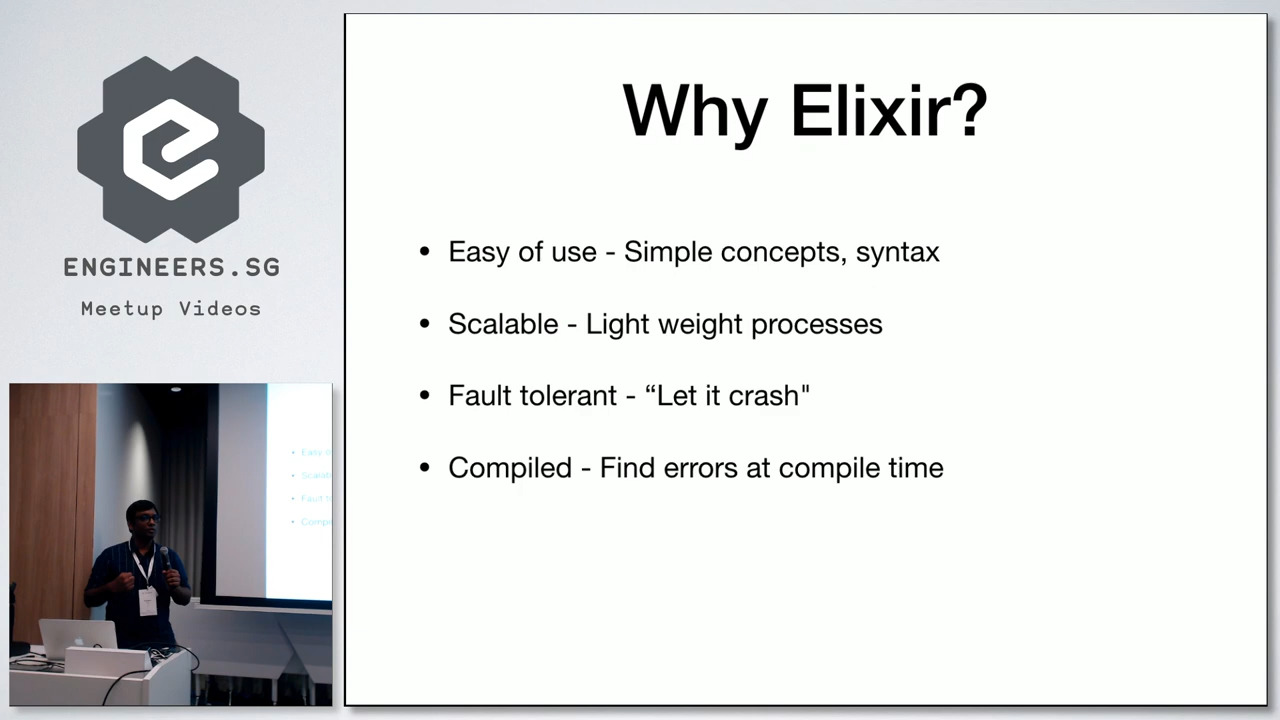 ENGINEERS.SG
Meetup Videos
Why Elixir?
• Easy of use - Simple concepts, syntax
• Scalable - Light weight processes
• Fault tolerant - “Let it crash"
• Compiled - Find errors at compile time